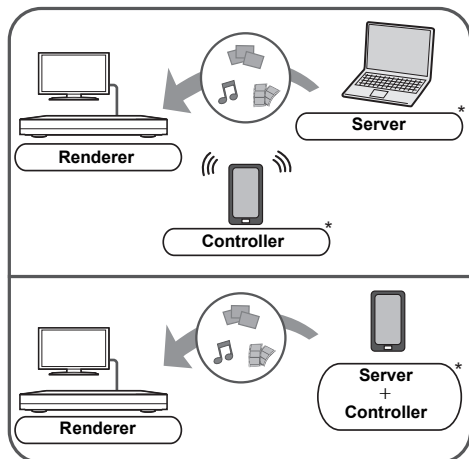 Server
*
Renderer
Controller
*
Server
+
Controller
*
Renderer